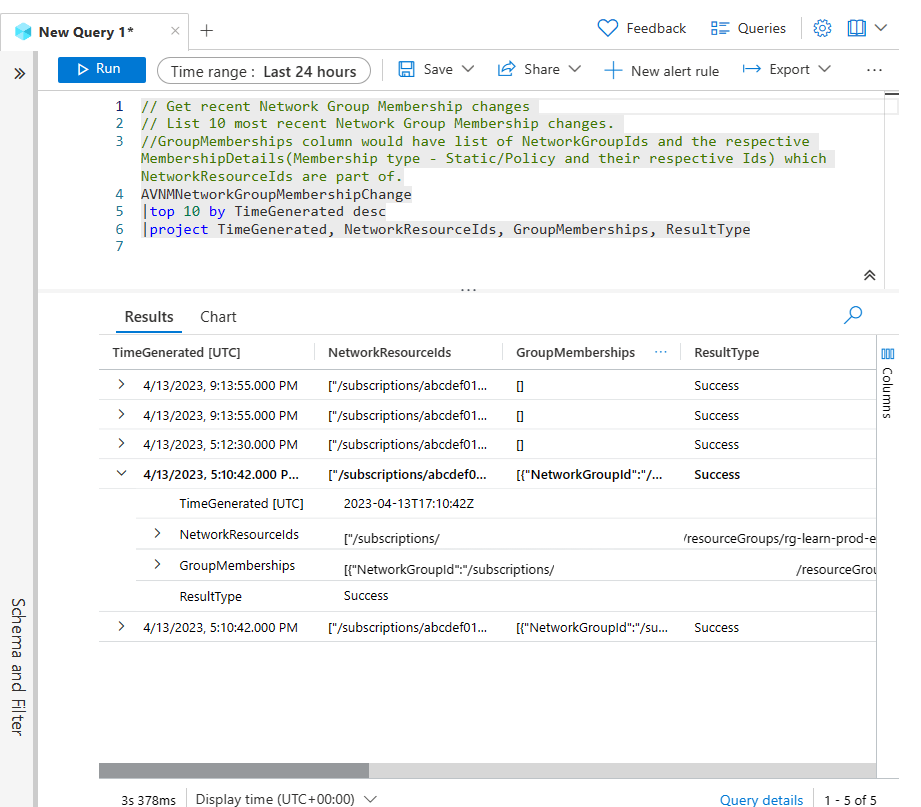 New Query 1*
Feedback
Queries
Run
Time range : Last 24 hours
Save
Share
New alert rule
Export
1 // Get recent Network Group Membership changes
2 // List 10 most recent Network Group Membership changes.
3 //GroupMemberships column would have list of NetworkGroupIds and the respective
MembershipDetails(Membership type - Static/Policy and their respective Ids) which
NetworkResourceIds are part of.
4 AVNMNetworkGroupMembershipChange
5 |top 10 by TimeGenerated desc
6 |project TimeGenerated, NetworkResourceIds, GroupMemberships, ResultType
7
Results Chart
TimeGenerated [UTC] NetworkResourceIds GroupMemberships ... ResultType
4/13/2023, 9:13:55.000 PM ["/subscriptions/abcdef01... [] Success
4/13/2023, 9:13:55.000 PM ["/subscriptions/abcdef01... [] Success
4/13/2023, 5:12:30.000 PM ["/subscriptions/abcdef01... [] Success
4/13/2023, 5:10:42.000 P... ["/subscriptions/abcdef0... [{"NetworkGroupId":"/... Success
TimeGenerated [UTC] 2023-04-13T17:10:42Z
NetworkResourceIds ["/subscriptions/ /resourceGroups/rg-learn-prod-e
GroupMemberships [{"NetworkGroupId":"/subscriptions/ /resourceGrou
ResultType Success
4/13/2023, 5:10:42.000 PM ["/subscriptions/abcdef01... [{"NetworkGroupId":"/su... Success
Columns
Schema and Filter
3s 378ms Display time (UTC+00:00) Query details 1 - 5 of 5